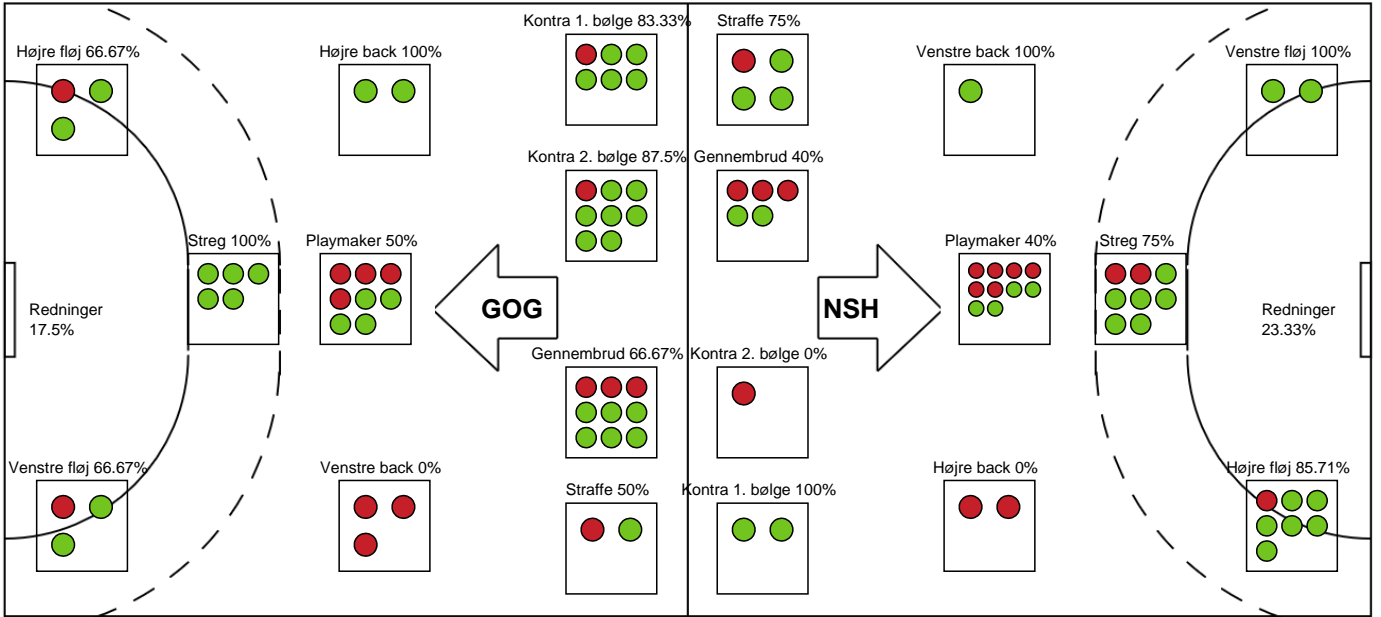 Kontra 1. bølge 83.33%
Straffe 75%
Højre fløj 66.67%
Højre back 100%
Venstre back 100%
Venstre fløj 100%
Kontra 2. bølge 87.5%
Gennembrud 40%
Streg 100%
Playmaker 50%
Playmaker 40%
Streg 75%
Redninger
17.5%
GOG
NSH
Redninger
23.33%
Gennembrud 66.67%
Kontra 2. bølge 0%
Venstre fløj 66.67%
Venstre back 0%
Højre back 0%
Højre fløj 85.71%
Straffe 50%
Kontra 1. bølge 100%